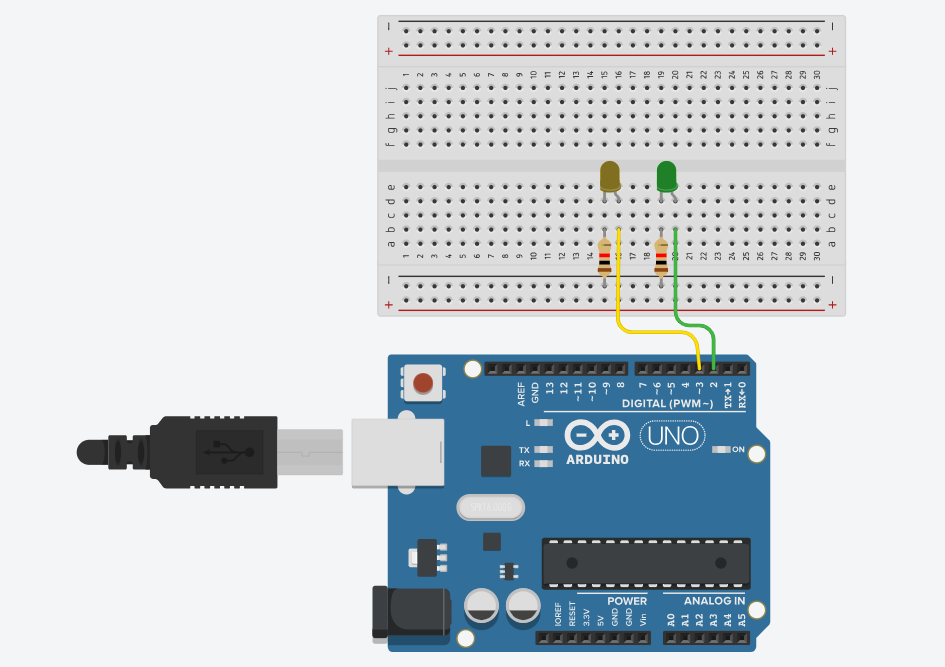 − −
+ +
1 2 3 4 5 6 7 8 9 10 11 12 13 14 15 16 17 18 19 20 21 22 23 24 25 26 27 28 29 30
j j
i i
h h
g g
f f
e e
d d
c c
b b
a a
1 2 3 4 5 6 7 8 9 10 11 12 13 14 17 18 21 22 23 24 25 26 27 28 29 30
− −
+ +
AREF GND 13 12 ~11 ~10 ~9 8 7 ~6 ~5 4 ~3 2 TX→1 RX←0
DIGITAL (PWM~)
L
TX
RX
ARDUINO
UNO
ON
POWER
ANALOG IN
IOREF RESET 3.3V 5V GND GND Vin A0 A1 A2 A3 A4 A5